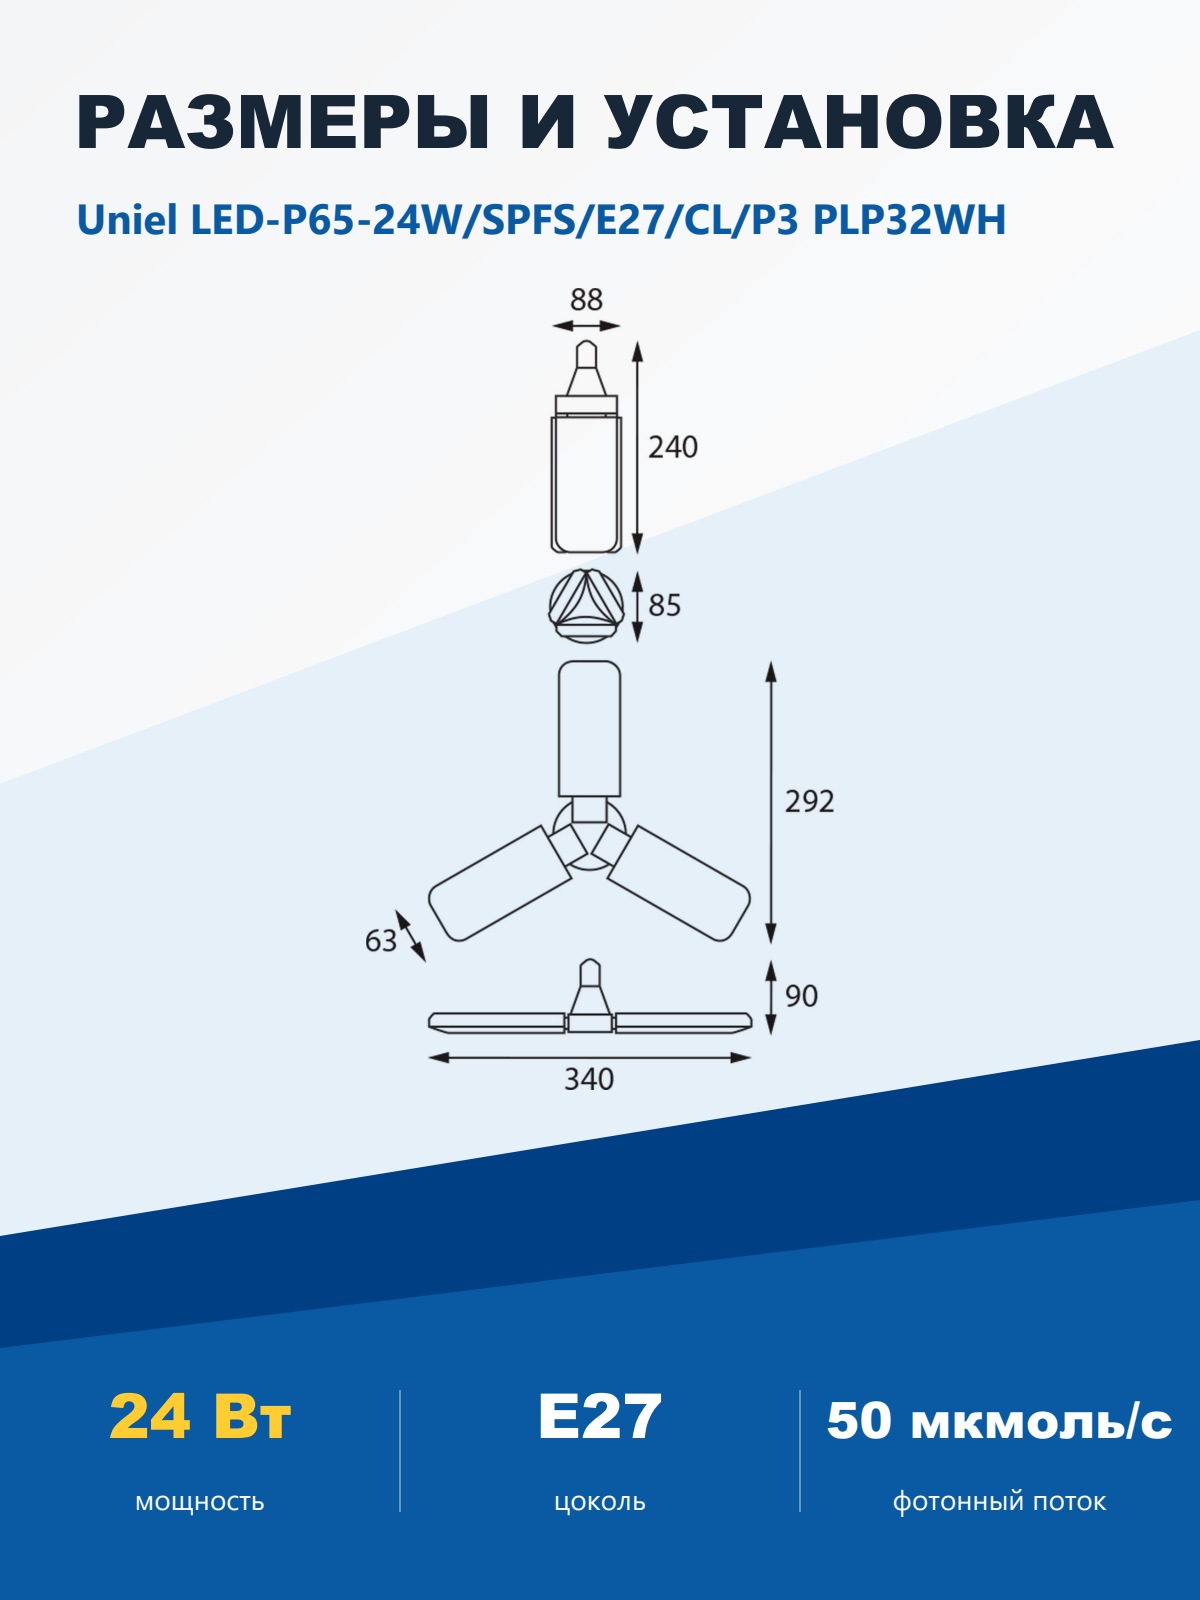 РАЗМЕРЫ И УСТАНОВКА
Uniel LED-P65-24W/SPFS/E27/CL/P3 PLP32WH
88
240
85
292
63
90
340
24 Вт
E27
50 мкмоль/с
мощность
цоколь
фотонный поток